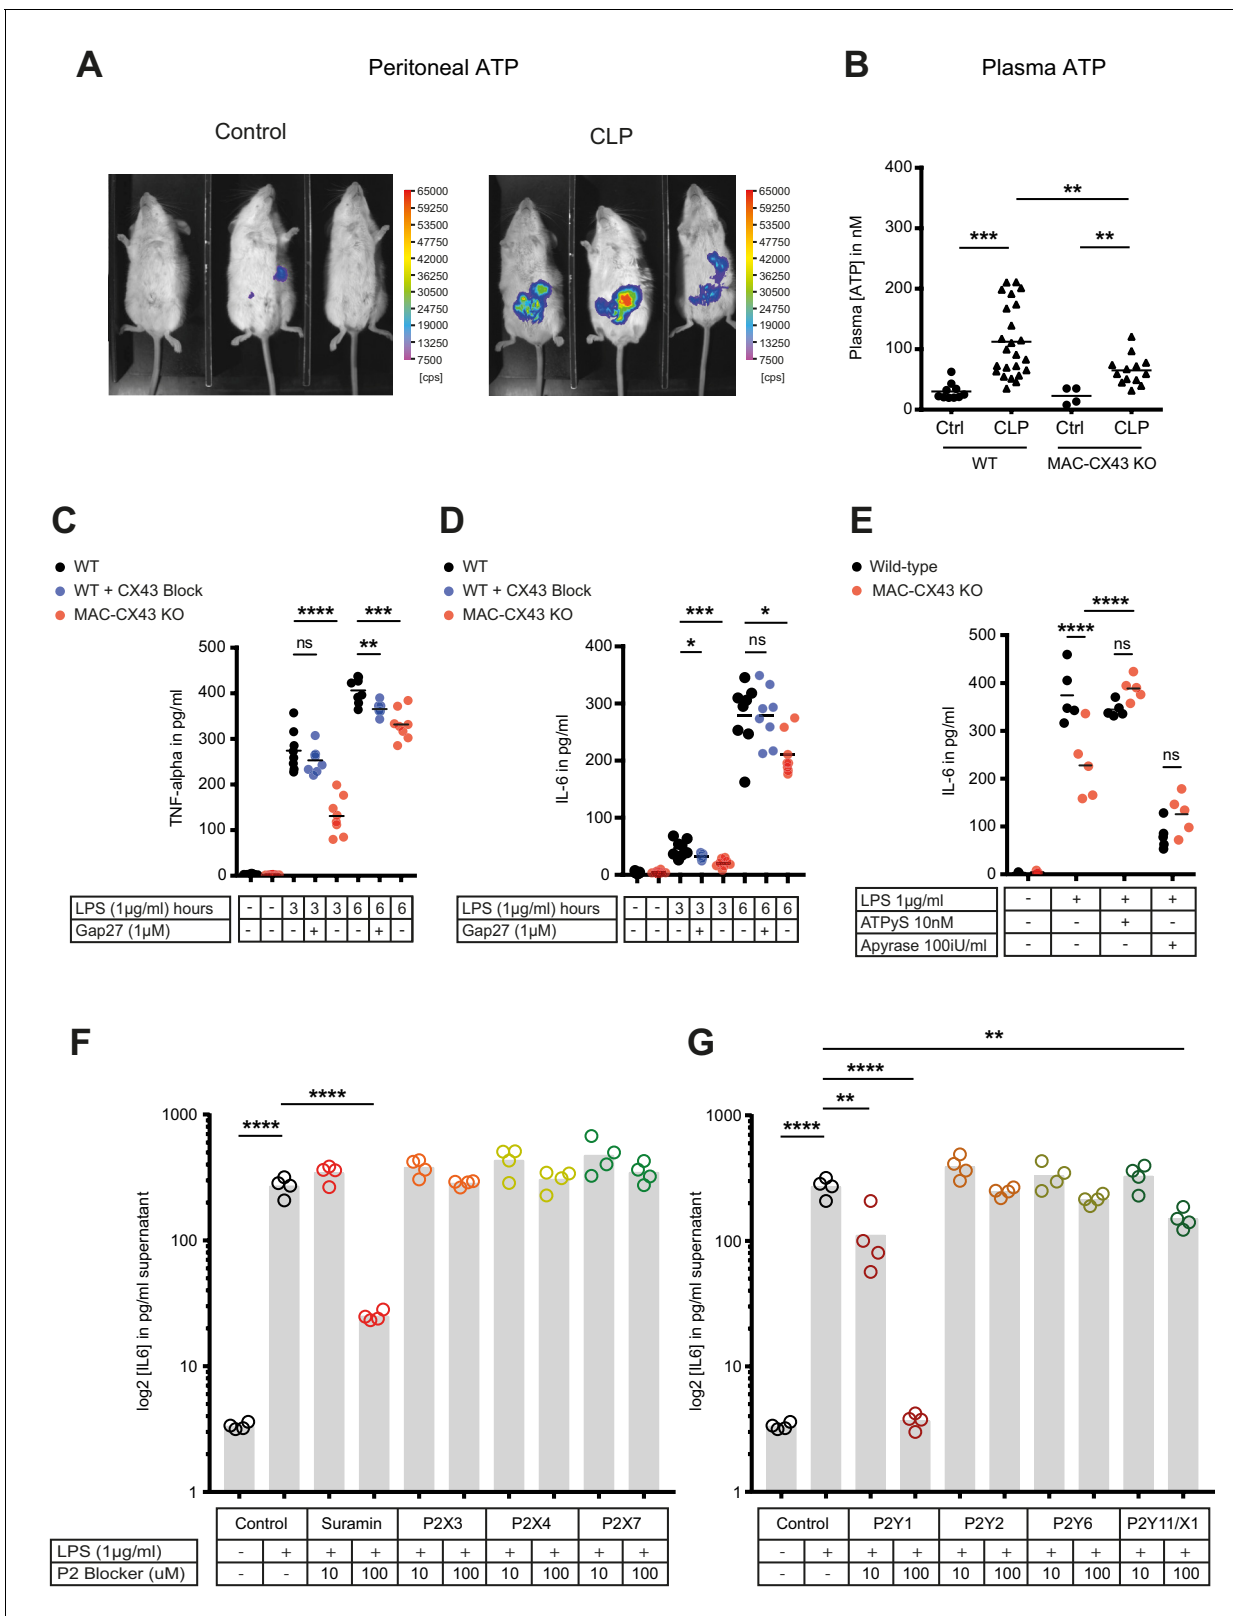 A
Peritoneal ATP
Control
CLP
65000
59250
53500
47750
42000
36250
30500
24750
19000
13250
7500
[cps]
65000
59250
53500
47750
42000
36250
30500
24750
19000
13250
7500
[cps]
B
Plasma ATP
Plasma [ATP] in nM
400
300
200
100
0
***
**
**
Ctrl CLP Ctrl CLP
WT MAC-CX43 KO
C
WT
WT + CX43 Block
MAC-CX43 KO
TNF-alpha in pg/ml
500
400
300
200
100
0
**** ***
ns **
LPS (1μg/ml) hours - - 3 3 3 6 6 6
Gap27 (1μM) - - - + - - + -
D
WT
WT + CX43 Block
MAC-CX43 KO
IL-6 in pg/ml
400
300
200
100
0
*** *
* ns
LPS (1μg/ml) hours - - 3 3 3 6 6 6
Gap27 (1μM) - - - + - - + -
E
Wild-type
MAC-CX43 KO
IL-6 in pg/ml
500
400
300
200
100
0
****
**** ns
ns
LPS 1μg/ml - + + +
ATPyS 10nM - - + -
Apyrase 100iU/ml - - - +
F
log2 [IL6] in pg/ml supernatant
1000
100
10
1
****
****
Control Suramin P2X3 P2X4 P2X7
LPS (1μg/ml) - + + + + + + + + +
P2 Blocker (uM) - - 10 100 10 100 10 100 10 100
G
log2 [IL6] in pg/ml supernatant
1000
100
10
1
**
****
**
****
Control P2Y1 P2Y2 P2Y6 P2Y11/X1
- + + + + + + + + +
- - 10 100 10 100 10 100 10 100